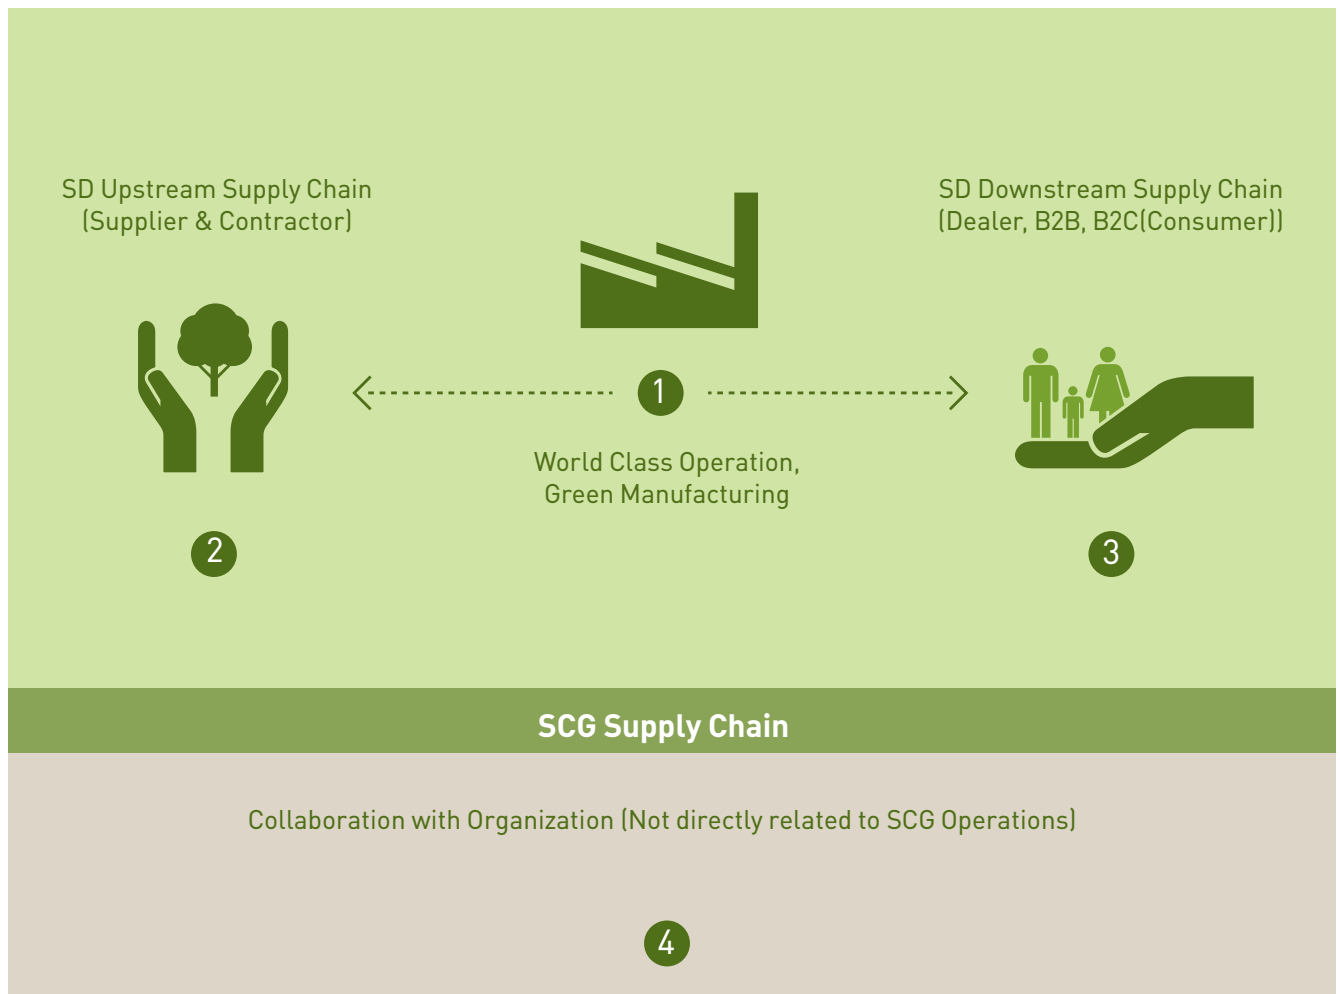 SD Upstream Supply Chain
(Supplier & Contractor)
SD Downstream Supply Chain
(Dealer, B2B, B2C(Consumer))
1
World Class Operation,
Green Manufacturing
2
3
SCG Supply Chain
Collaboration with Organization (Not directly related to SCG Operations)
4